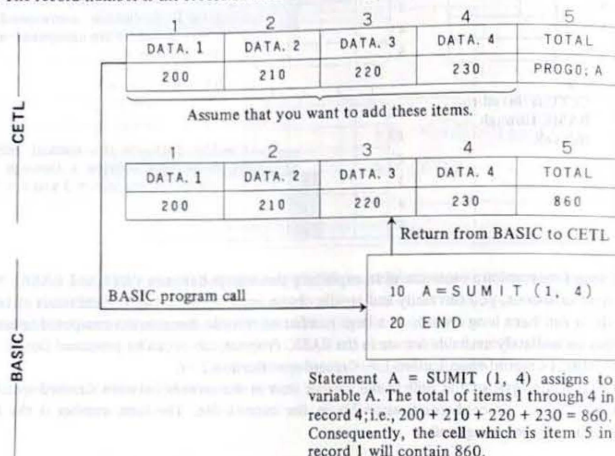 2 3 4 5
DATA. 1 DATA. 2 DATA. 3 DATA. 4 TOTAL
200 210 220 230 PROG0; A
CETL
Assume that you want to add these items.
1 2 3 4 5
DATA. 1 DATA. 2 DATA. 3 DATA. 4 TOTAL
200 210 220 230 860
Return from BASIC to CETL
BASIC program call
10 A=SUMIT (1, 4)
20 END
BASIC
Statement A = SUMIT (1, 4) assigns to
variable A. The total of items 1 through 4 in
record 4; i.e., 200 + 210 + 220 + 230 = 860.
Consequently, the cell which is item 5 in
record 1 will contain 860.